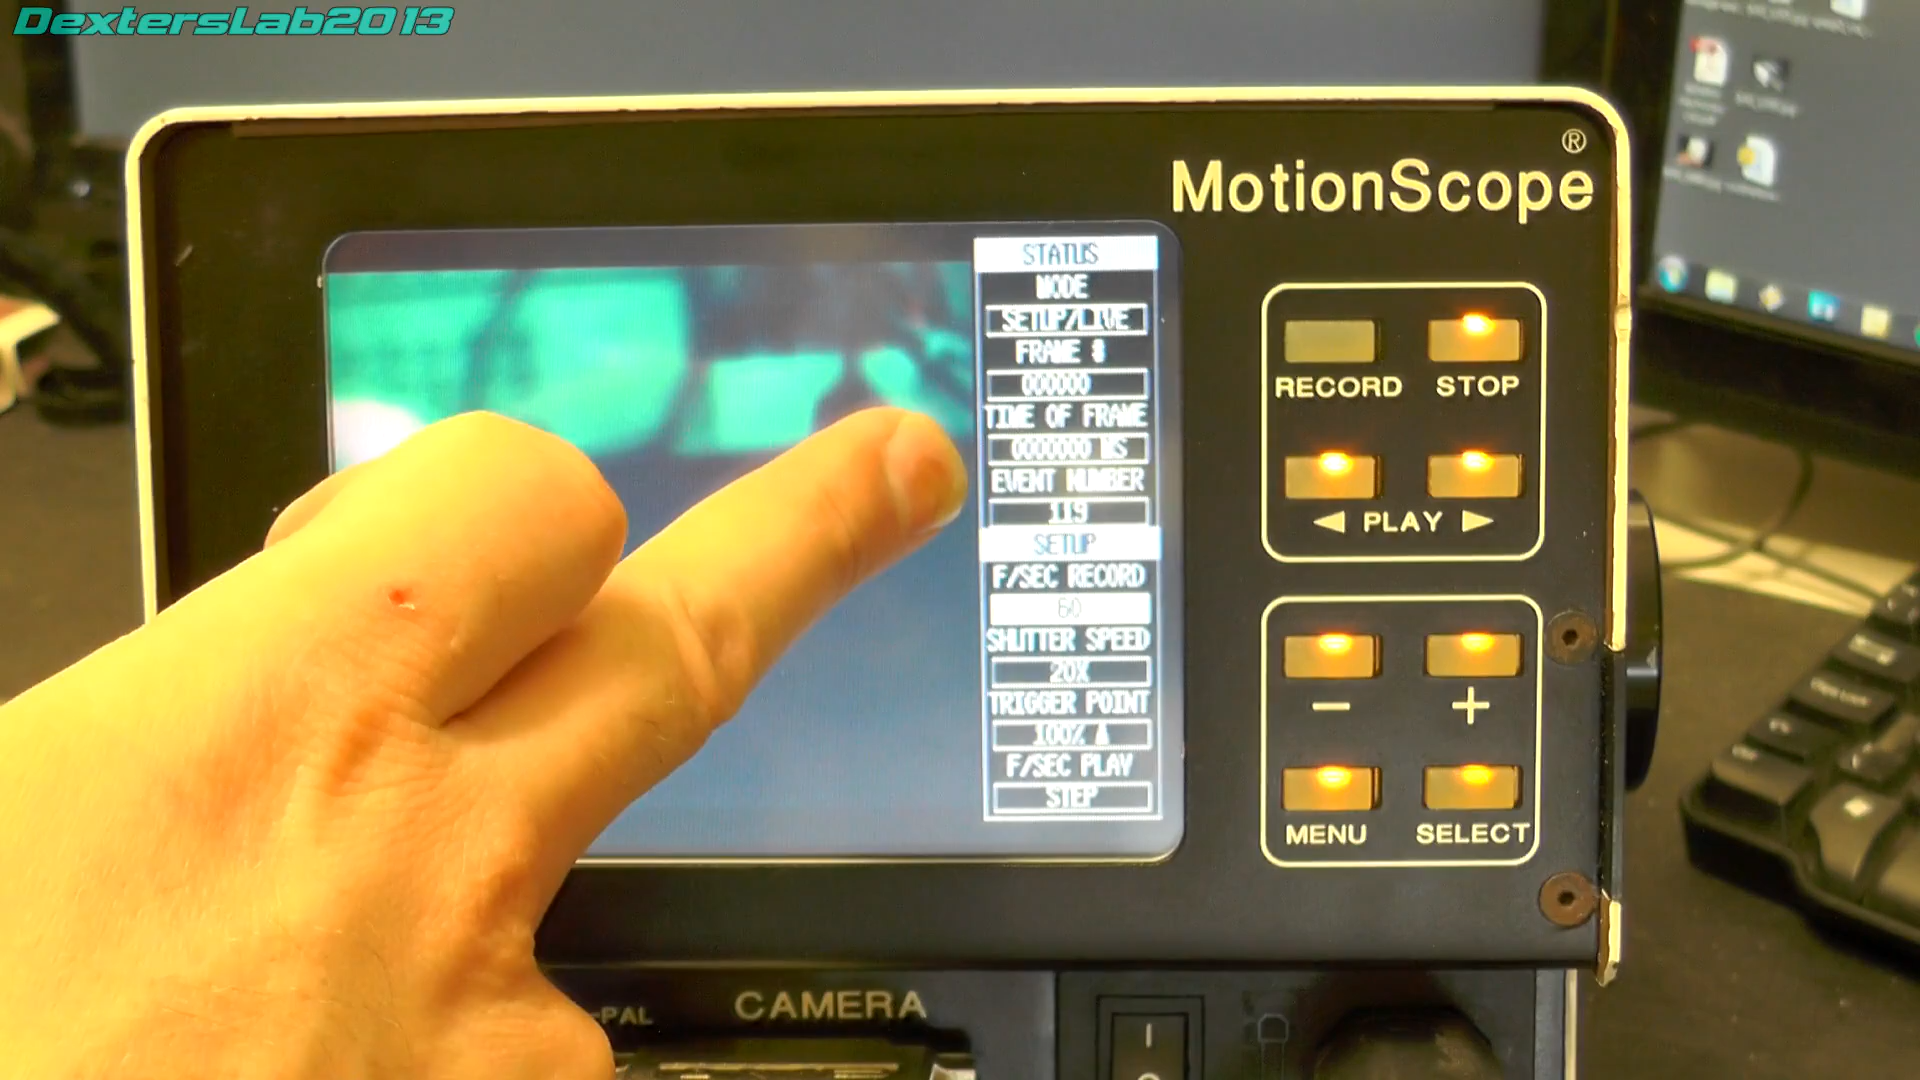 DextersLab2013
MotionScope®
STATUS
MODE
SETUP/LIVE
FRAME #
000000
TIME OF FRAME
0000000 MS
EVENT NUMBER
119
SETUP
F/SEC RECORD
60
SHUTTER SPEED
20X
TRIGGER POINT
100% ∆
F/SEC PLAY
STEP
RECORD STOP
◄ PLAY ►
− +
MENU SELECT
-PAL CAMERA